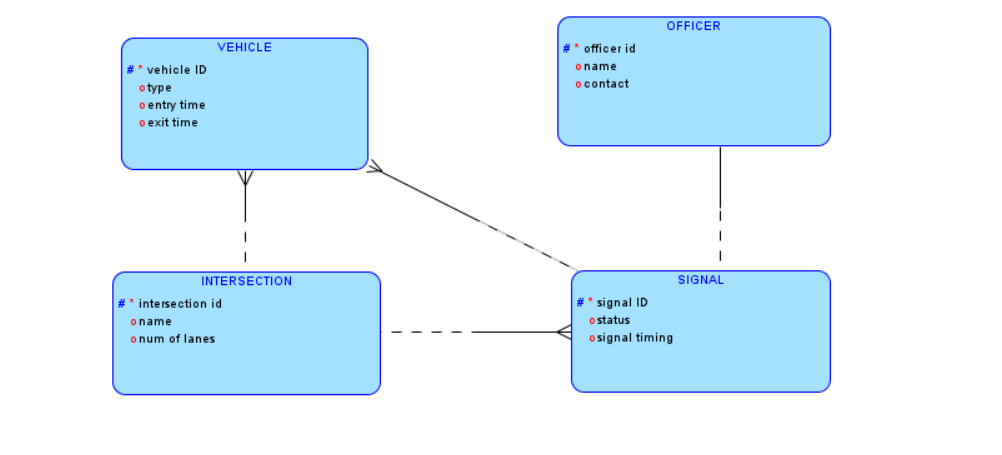 VEHICLE
# * vehicle ID
o type
o entry time
o exit time
OFFICER
# * officer id
o name
o contact
INTERSECTION
# * intersection id
o name
o num of lanes
SIGNAL
# * signal ID
o status
o signal timing